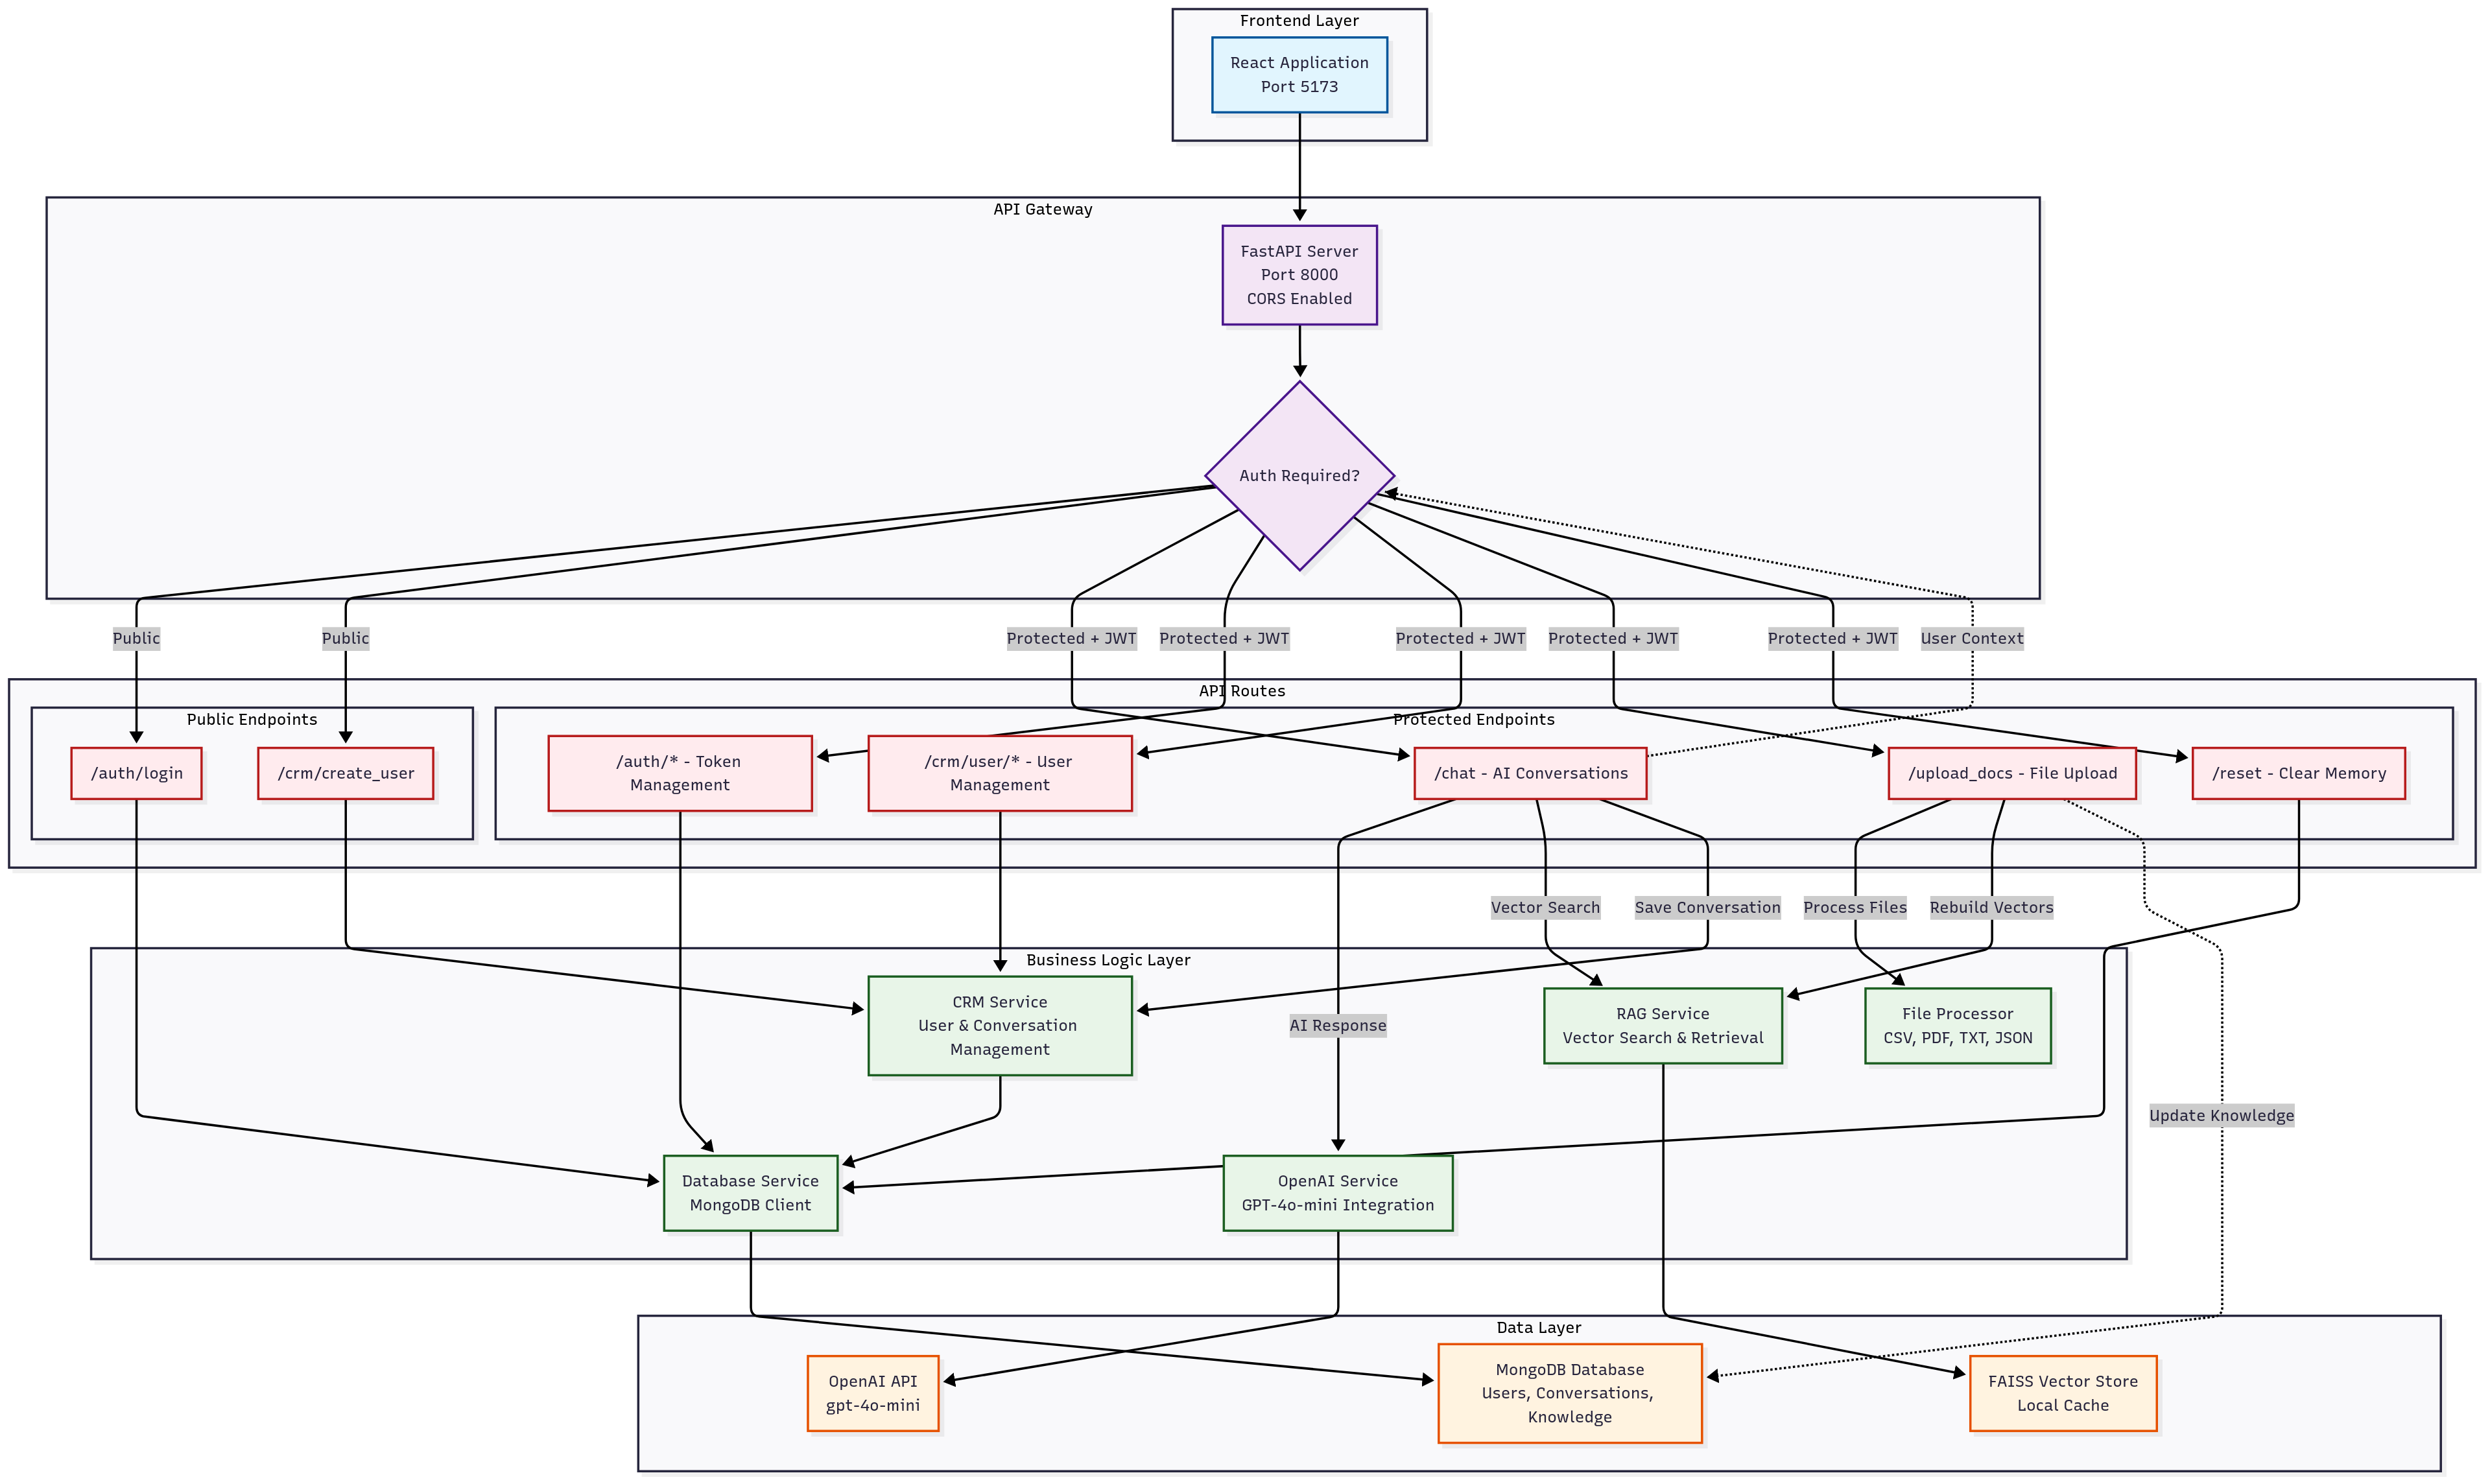 Frontend Layer
React Application
Port 5173
API Gateway
FastAPI Server
Port 8000
CORS Enabled
Auth Required?
Public
Public
Protected + JWT
Protected + JWT
Protected + JWT
Protected + JWT
Protected + JWT
User Context
API Routes
Public Endpoints
Protected Endpoints
/auth/login
/crm/create_user
/auth/* - Token
Management
/crm/user/* - User
Management
/chat - AI Conversations
/upload_docs - File Upload
/reset - Clear Memory
Vector Search
Save Conversation
Process Files
Rebuild Vectors
Business Logic Layer
CRM Service
User & Conversation
Management
AI Response
RAG Service
Vector Search & Retrieval
File Processor
CSV, PDF, TXT, JSON
Update Knowledge
Database Service
MongoDB Client
OpenAI Service
GPT-4o-mini Integration
Data Layer
OpenAI API
gpt-4o-mini
MongoDB Database
Users, Conversations,
Knowledge
FAISS Vector Store
Local Cache